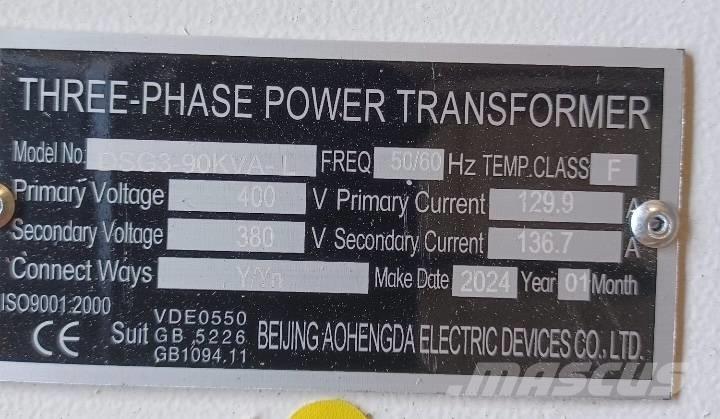 THREE-PHASE POWER TRANSFORMER
Model No DSG3-90KVA-L FREQ 50/60 Hz TEMP.CLASS F
Primary Voltage 400 V Primary Current 129.9 A
Secondary Voltage 380 V Secondary Current 136.7 A
Connect Ways Y/Yn Make Date 2024 Year 01 Month
ISO9001:2000
CE Suit VDE0550
GB 5226
GB1094.11
BEIJING AOHENGDA ELECTRIC DEVICES CO., LTD.
MASCUS